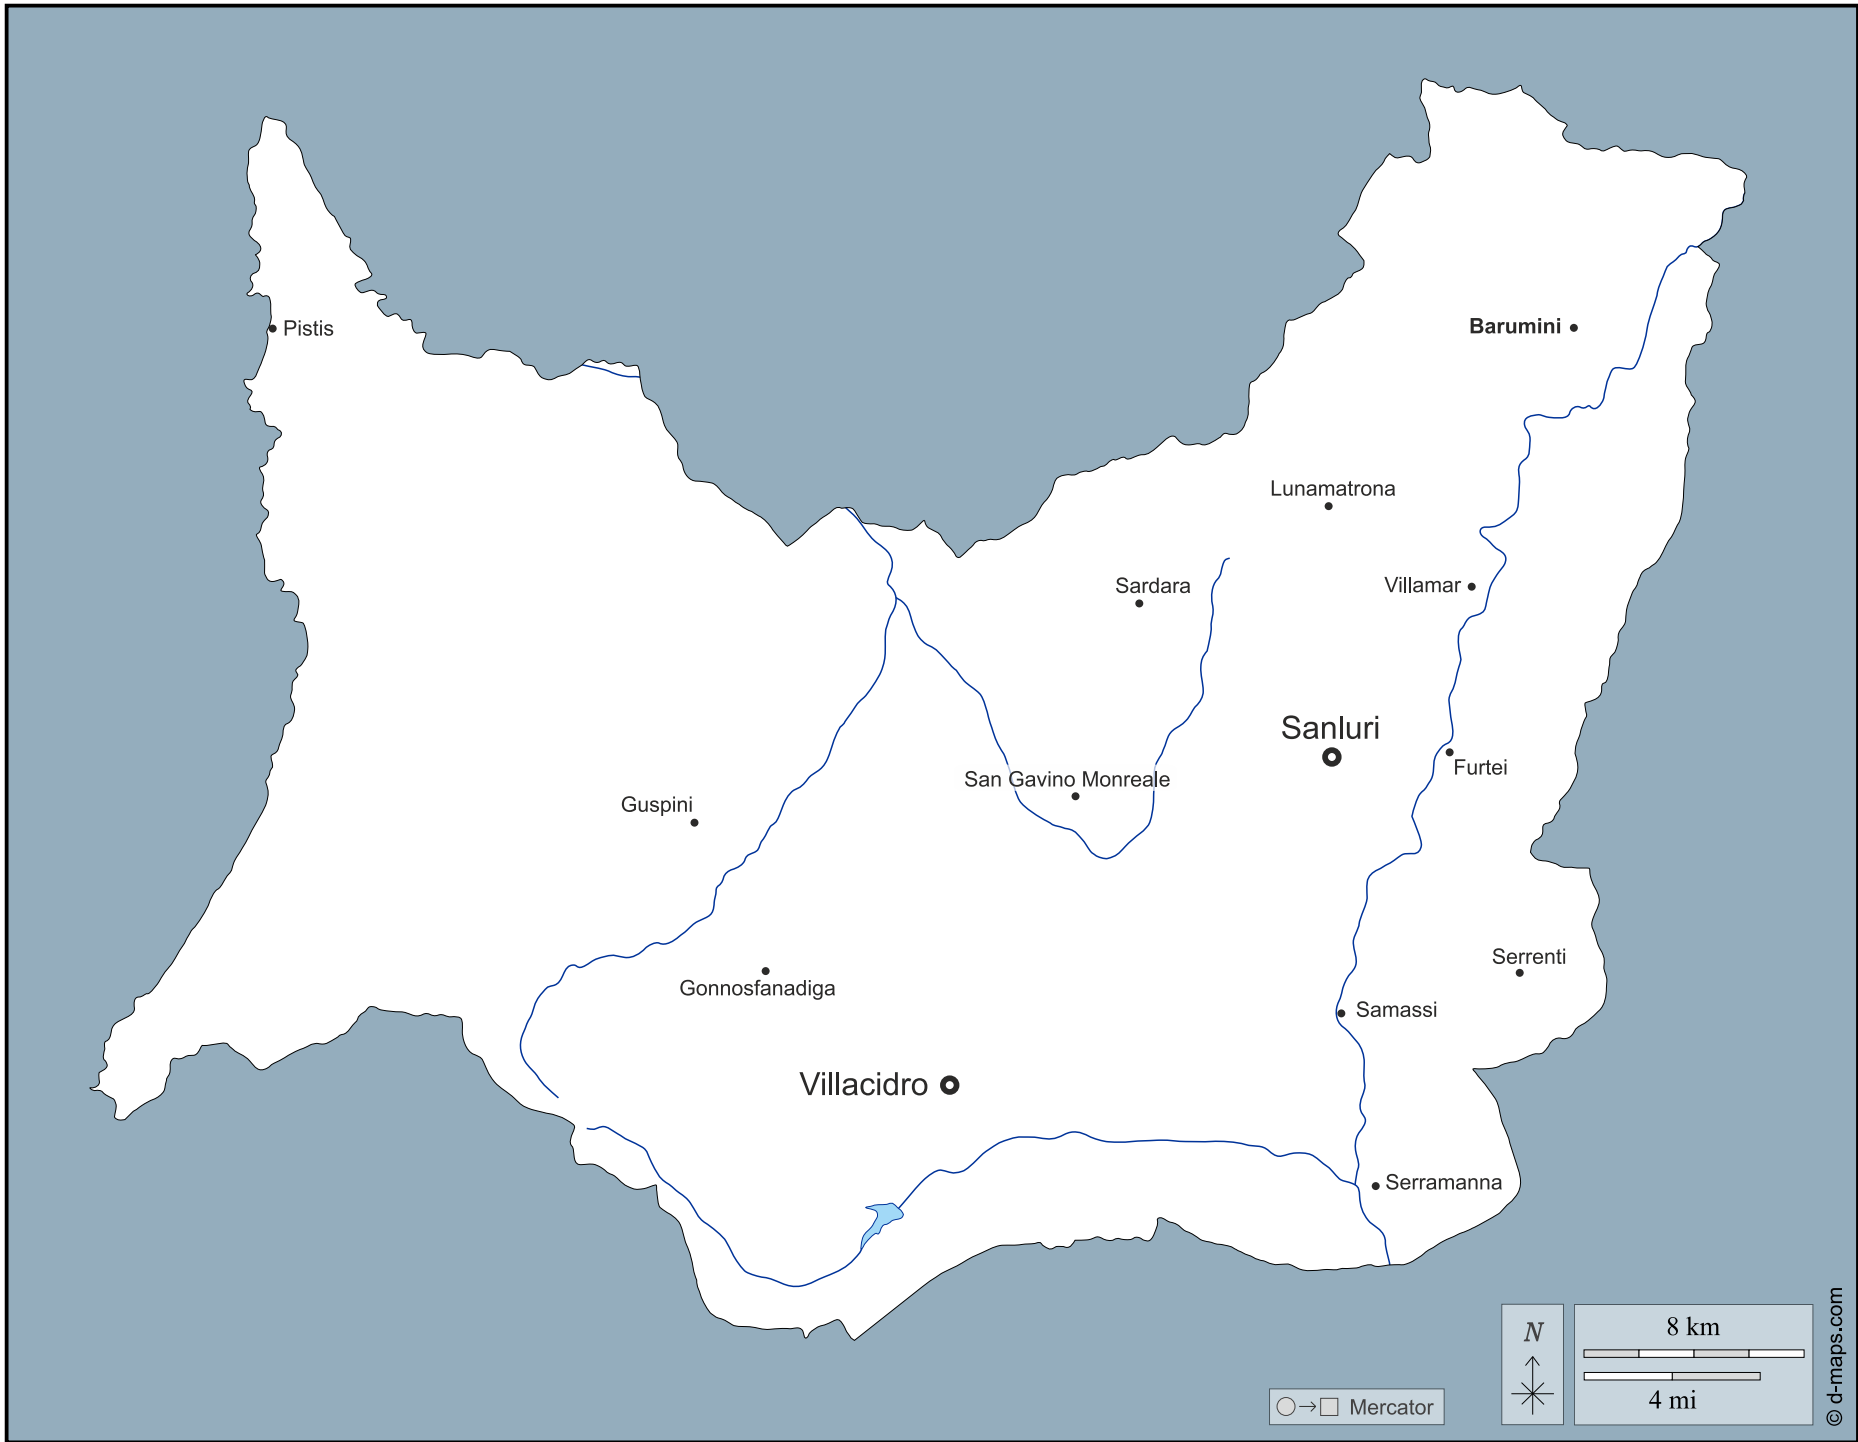 Pistis
Barumini
Lunamatrona
Sardara
Villamar
Sanluri
Furtei
San Gavino Monreale
Guspini
Serrenti
Gonnosfanadiga
Samassi
Villacidro
Serramanna
N
8 km
4 mi
Mercator
© d-maps.com